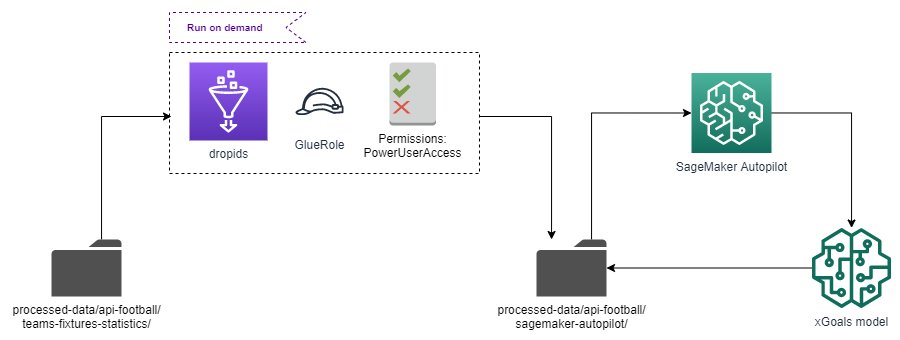 Run on demand
dropids
GlueRole
Permissions:
PowerUserAccess
SageMaker Autopilot
processed-data/api-football/
teams-fixtures-statistics/
processed-data/api-football/
sagemaker-autopilot/
xGoals model